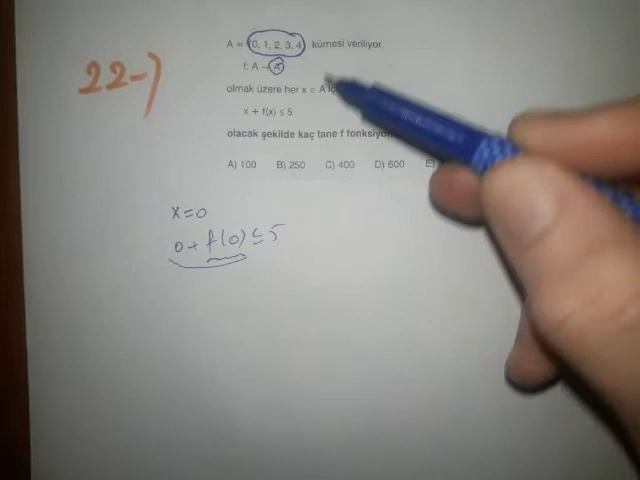 22-)
A = {0, 1, 2, 3, 4} kümesi veriliyor.
f: A → A
olmak üzere her x ∈ A
x + f(x) ≤ 5
olacak şekilde kaç tane f
A) 100 B) 250 C) 400 D) 600 E)
x=0
0+f(0)≤5